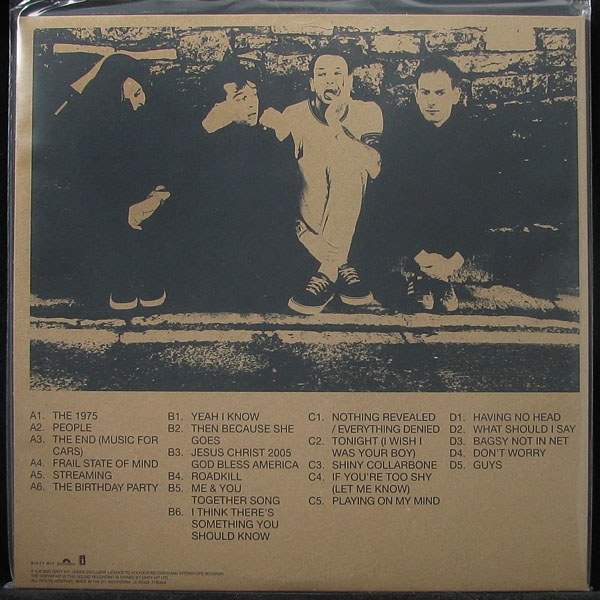 A1. THE 1975
A2. PEOPLE
A3. THE END (MUSIC FOR
CARS)
A4. FRAIL STATE OF MIND
A5. STREAMING
A6. THE BIRTHDAY PARTY
B1. YEAH I KNOW
B2. THEN BECAUSE SHE
GOES
B3. JESUS CHRIST 2005
GOD BLESS AMERICA
B4. ROADKILL
B5. ME & YOU
TOGETHER SONG
B6. I THINK THERE'S
SOMETHING YOU
SHOULD KNOW
C1. NOTHING REVEALED
/ EVERYTHING DENIED
C2. TONIGHT (I WISH I
WAS YOUR BOY)
C3. SHINY COLLARBONE
C4. IF YOU'RE TOO SHY
(LET ME KNOW)
C5. PLAYING ON MY MIND
D1. HAVING NO HEAD
D2. WHAT SHOULD I SAY
D3. BAGSY NOT IN NET
D4. DON'T WORRY
D5. GUYS
DIRTY HIT